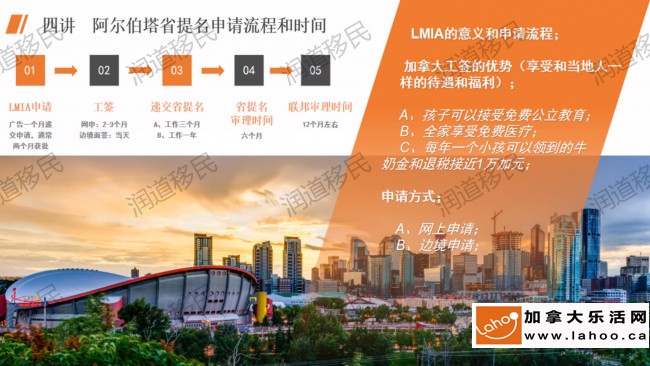 四讲 阿尔伯塔省提名申请流程和时间
01
02
03
04
05
LMIA申请
广告一个月递
交申请，通常
两个月获批
工签
网申：2-3个月
边境面签：当天
递交省提名
A、工作三个月
B、工作一年
省提名
审理时间
六个月
联邦审理时间
12个月左右
LMIA的意义和申请流程；
加拿大工签的优势（享受和当地人一
样的待遇和福利）；
A、孩子可以接受免费公立教育；
B、全家享受免费医疗；
C、每年一个小孩可以领到的牛
奶金和退税接近1万加元；
申请方式；
A、网上申请；
B、边境申请；
润道移民
润道移民
润道移民
润道移民
润道移民
润道移民
润道移民
润道移民
Lahoo
加拿大乐活网
www.lahoo.ca